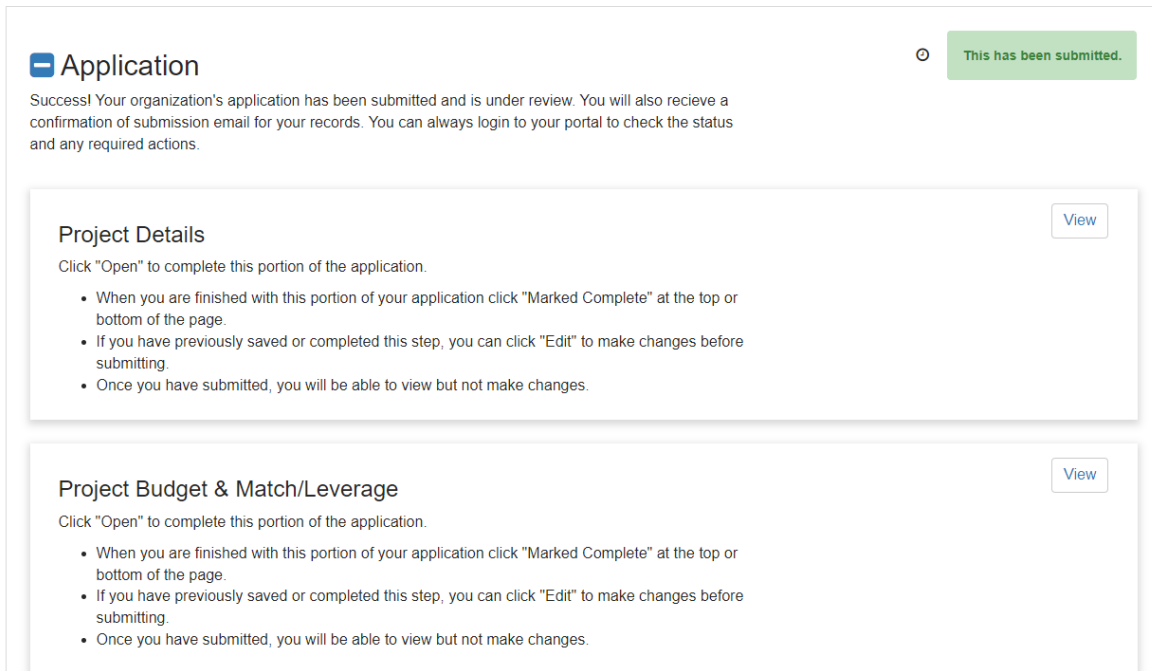 Application
This has been submitted.
Success! Your organization's application has been submitted and is under review. You will also recieve a
confirmation of submission email for your records. You can always login to your portal to check the status
and any required actions.
Project Details
View
Click "Open" to complete this portion of the application.
• When you are finished with this portion of your application click "Marked Complete" at the top or
bottom of the page.
• If you have previously saved or completed this step, you can click "Edit" to make changes before
submitting.
• Once you have submitted, you will be able to view but not make changes.
Project Budget & Match/Leverage
View
Click "Open" to complete this portion of the application.
• When you are finished with this portion of your application click "Marked Complete" at the top or
bottom of the page.
• If you have previously saved or completed this step, you can click "Edit" to make changes before
submitting.
• Once you have submitted, you will be able to view but not make changes.